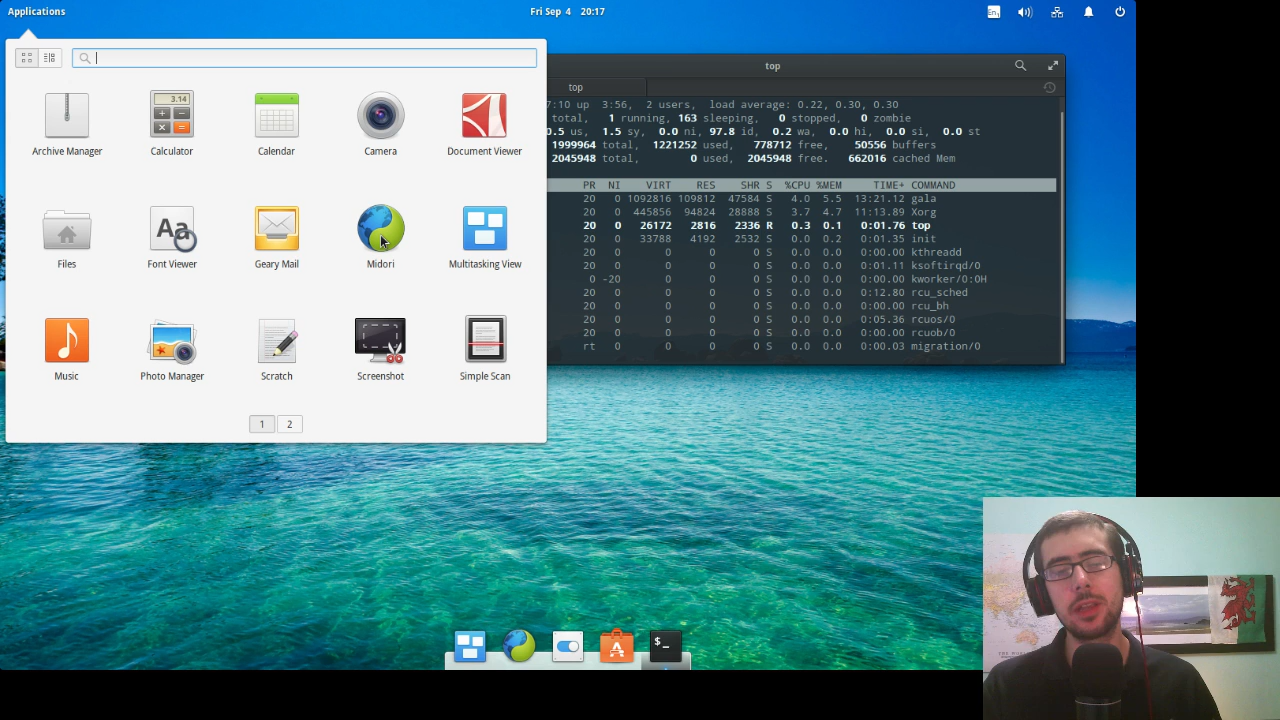 Applications
Fri Sep 4 20:17
En₁
top
top
7:10 up 3:56, 2 users, load average: 0.22, 0.30, 0.30
total, 1 running, 163 sleeping, 0 stopped, 0 zombie
0.5 us, 1.5 sy, 0.0 ni, 97.8 id, 0.2 wa, 0.0 hi, 0.0 si, 0.0 st
1999964 total, 1221252 used, 778712 free, 50556 buffers
2045948 total, 0 used, 2045948 free. 662016 cached Mem
PR NI VIRT RES SHR S %CPU %MEM TIME+ COMMAND
20 0 1092816 109812 47584 S 4.0 5.5 13:21.12 gala
20 0 445856 94824 28888 S 3.7 4.7 11:13.89 Xorg
20 0 26172 2816 2336 R 0.3 0.1 0:01.76 top
20 0 33788 4192 2532 S 0.0 0.2 0:01.35 init
20 0 0 0 0 S 0.0 0.0 0:00.00 kthreadd
20 0 0 0 0 S 0.0 0.0 0:01.11 ksoftirqd/0
0 -20 0 0 0 S 0.0 0.0 0:00.00 kworker/0:0H
20 0 0 0 0 S 0.0 0.0 0:12.80 rcu_sched
20 0 0 0 0 S 0.0 0.0 0:00.00 rcu_bh
20 0 0 0 0 S 0.0 0.0 0:05.36 rcuos/0
20 0 0 0 0 S 0.0 0.0 0:00.00 rcuob/0
rt 0 0 0 0 S 0.0 0.0 0:00.03 migration/0
3.14
Archive Manager
Calculator
Calendar
Camera
Document Viewer
Aa
Files
Font Viewer
Geary Mail
Midori
Multitasking View
Music
Photo Manager
Scratch
Screenshot
Simple Scan
1 2
$_